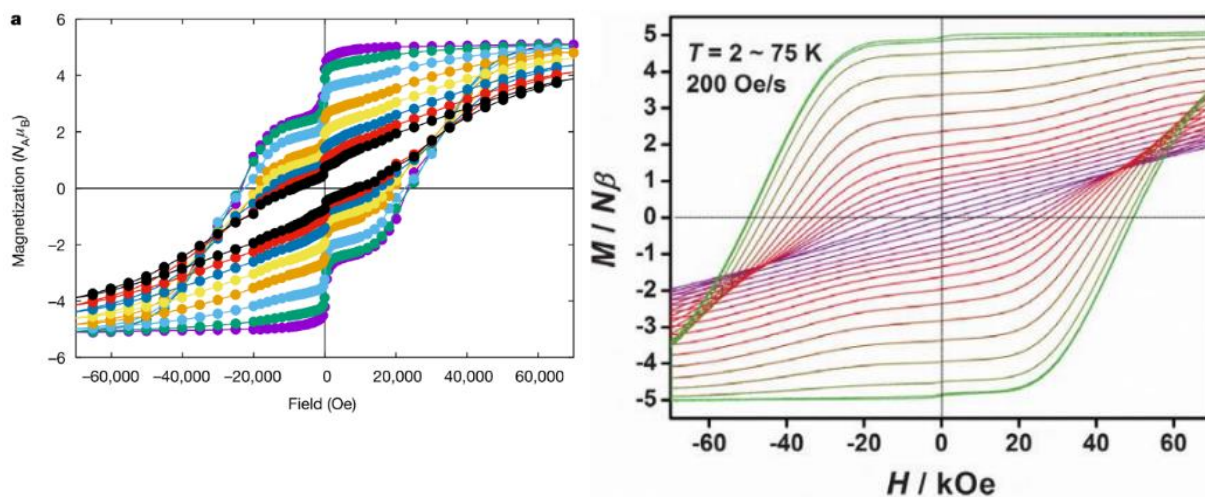 a
6
4
2
0
–2
–4
–6
Magnetization (NAμB)
–60,000 –40,000 –20,000 0 20,000 40,000 60,000
Field (Oe)
T = 2 ~ 75 K
200 Oe/s
5
4
3
2
1
0
-1
-2
-3
-4
-5
M / Nβ
-60 -40 -20 0 20 40 60
H / kOe